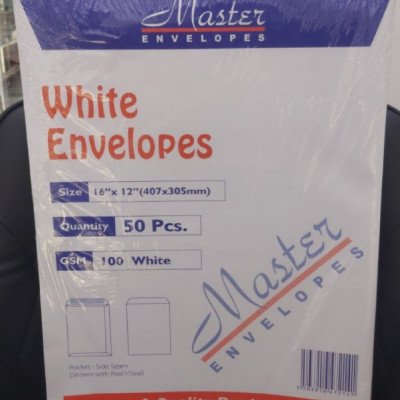 Master
ENVELOPES
White
Envelopes
Size 16"x 12"(407x305mm)
Quantity 50 Pcs.
GSM 100 White
Master
ENVELOPES
Pocket - Side Seam
(Shown with Peel/Seal)